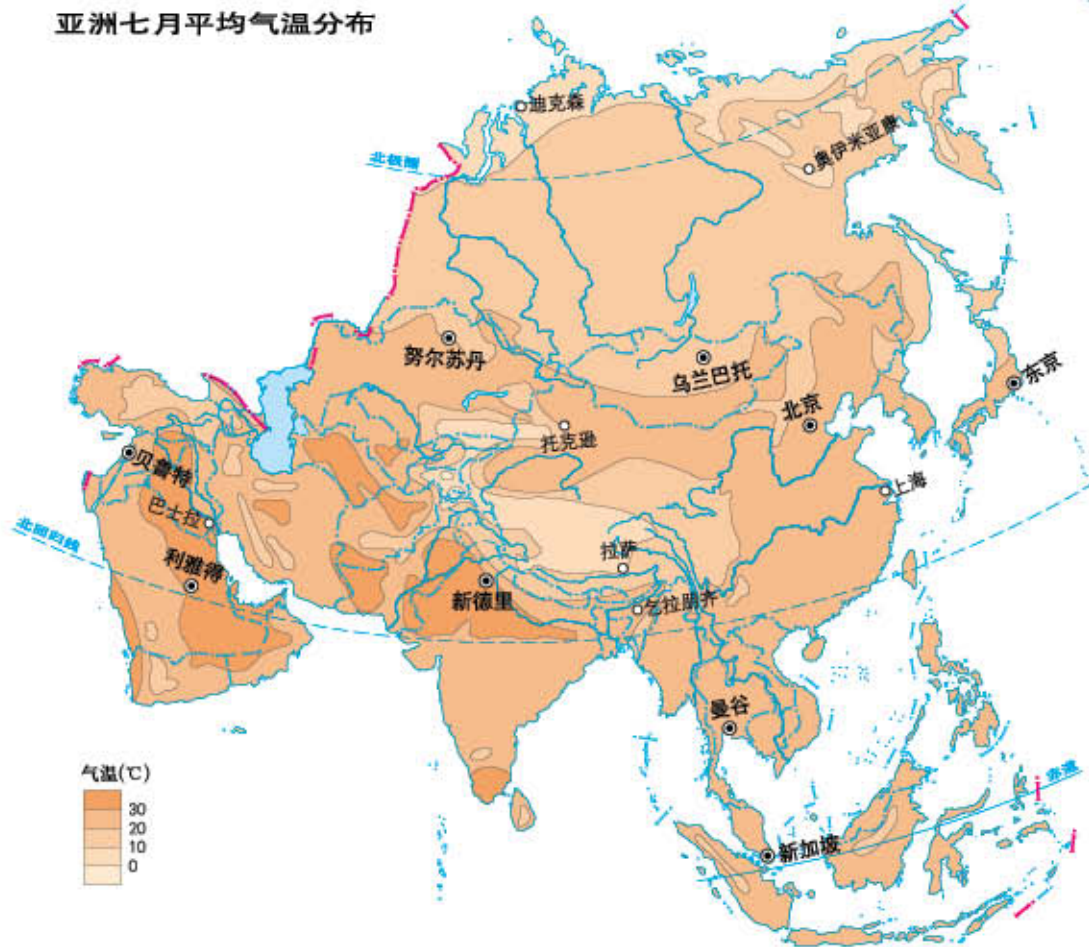 亚洲七月平均气温分布
迪克森
北极圈
奥伊米亚康
努尔苏丹
乌兰巴托
东京
北京
托克逊
贝鲁特
上海
巴士拉
北回归线
拉萨
利雅得
新德里
乞拉朋齐
曼谷
气温(℃)
30
20
10
0
赤道
新加坡